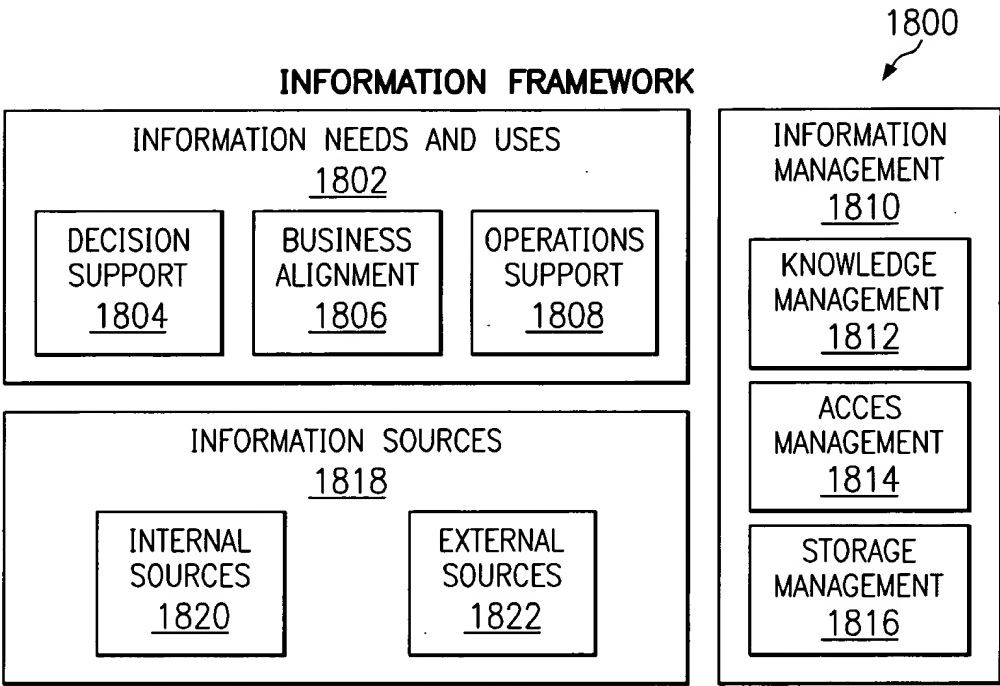 1800
INFORMATION FRAMEWORK
INFORMATION NEEDS AND USES
1802
DECISION
SUPPORT
1804
BUSINESS
ALIGNMENT
1806
OPERATIONS
SUPPORT
1808
INFORMATION SOURCES
1818
INTERNAL
SOURCES
1820
EXTERNAL
SOURCES
1822
INFORMATION
MANAGEMENT
1810
KNOWLEDGE
MANAGEMENT
1812
ACCES
MANAGEMENT
1814
STORAGE
MANAGEMENT
1816